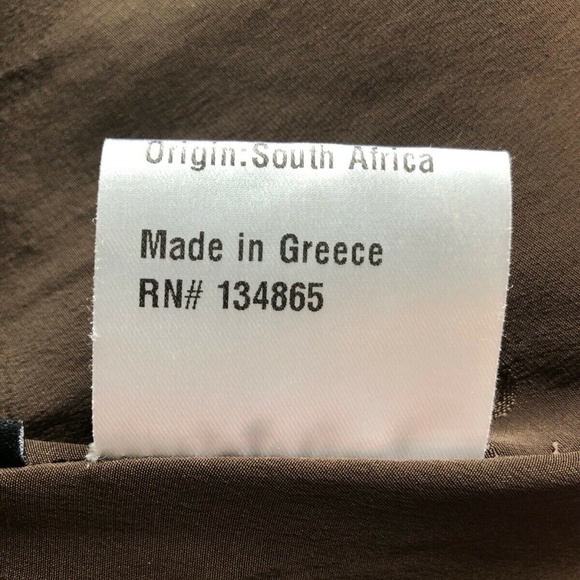 Origin:South Africa
Made in Greece
RN# 134865